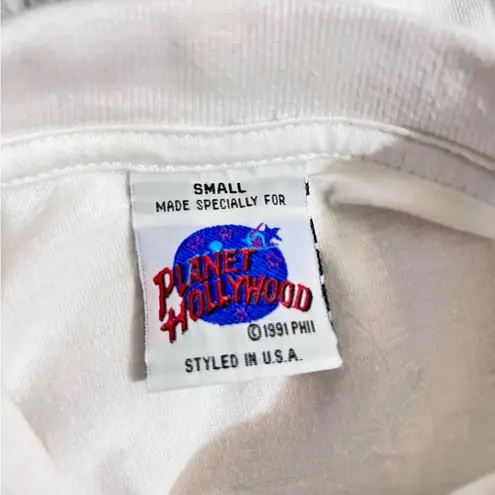 SMALL
MADE SPECIALLY FOR
PLANET
HOLLYWOOD
©1991 PHII
STYLED IN U.S.A.